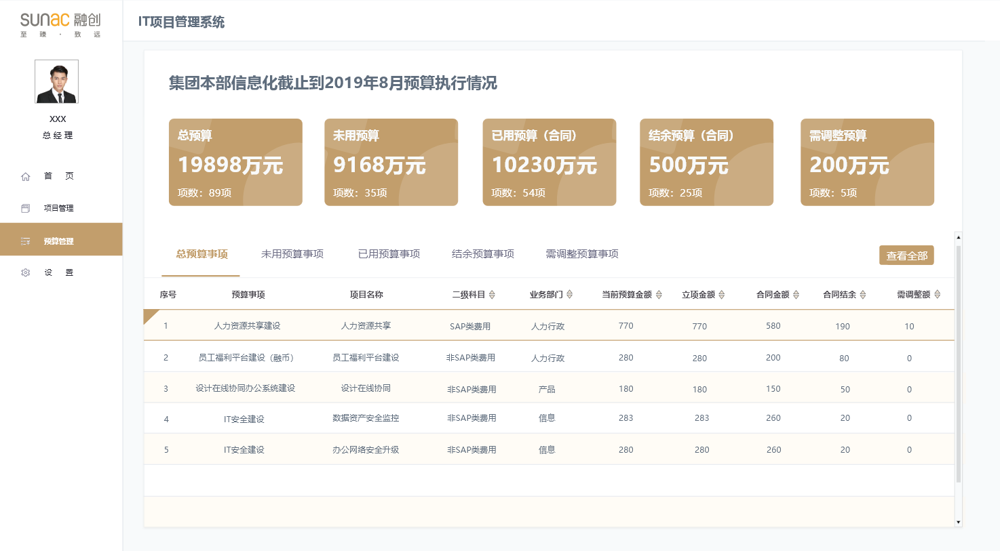 sunac 融创
至 臻 · 致 远
IT项目管理系统
XXX
总 经 理
首 页
项目管理
预算管理
设 置
集团本部信息化截止到2019年8月预算执行情况
总预算
19898万元
项数：89项
未用预算
9168万元
项数：35项
已用预算（合同）
10230万元
项数：54项
结余预算（合同）
500万元
项数：25项
需调整预算
200万元
项数：5项
总预算事项 未用预算事项 已用预算事项 结余预算事项 需调整预算事项 查看全部
序号 预算事项 项目名称 二级科目 业务部门 当前预算金额 立项金额 合同金额 合同结余 需调整额
1 人力资源共享建设 人力资源共享 SAP类费用 人力行政 770 770 580 190 10
2 员工福利平台建设（融币） 员工福利平台建设 非SAP类费用 人力行政 280 280 200 80 0
3 设计在线协同办公系统建设 设计在线协同 非SAP类费用 产品 180 180 150 50 0
4 IT安全建设 数据资产安全监控 非SAP类费用 信息 283 283 260 20 0
5 IT安全建设 办公网络安全升级 非SAP类费用 信息 280 280 260 20 0